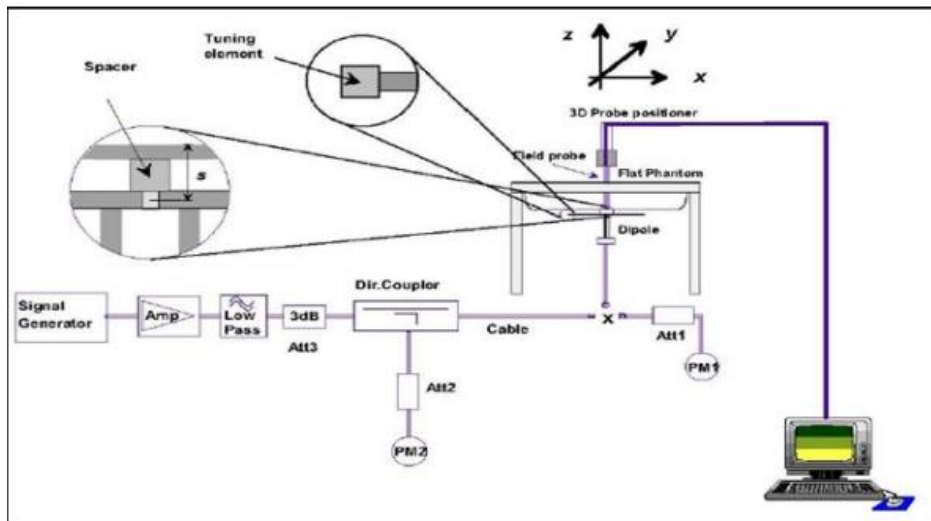 Tuning
element
Spacer
z
y
x
3D Probe positioner
Field probe
Flat Phantom
s
Dipole
Dir.Coupler
Signal
Generator
Amp
Low
Pass
3dB
Att3
Cable
x
Att1
PM1
Att2
PM2